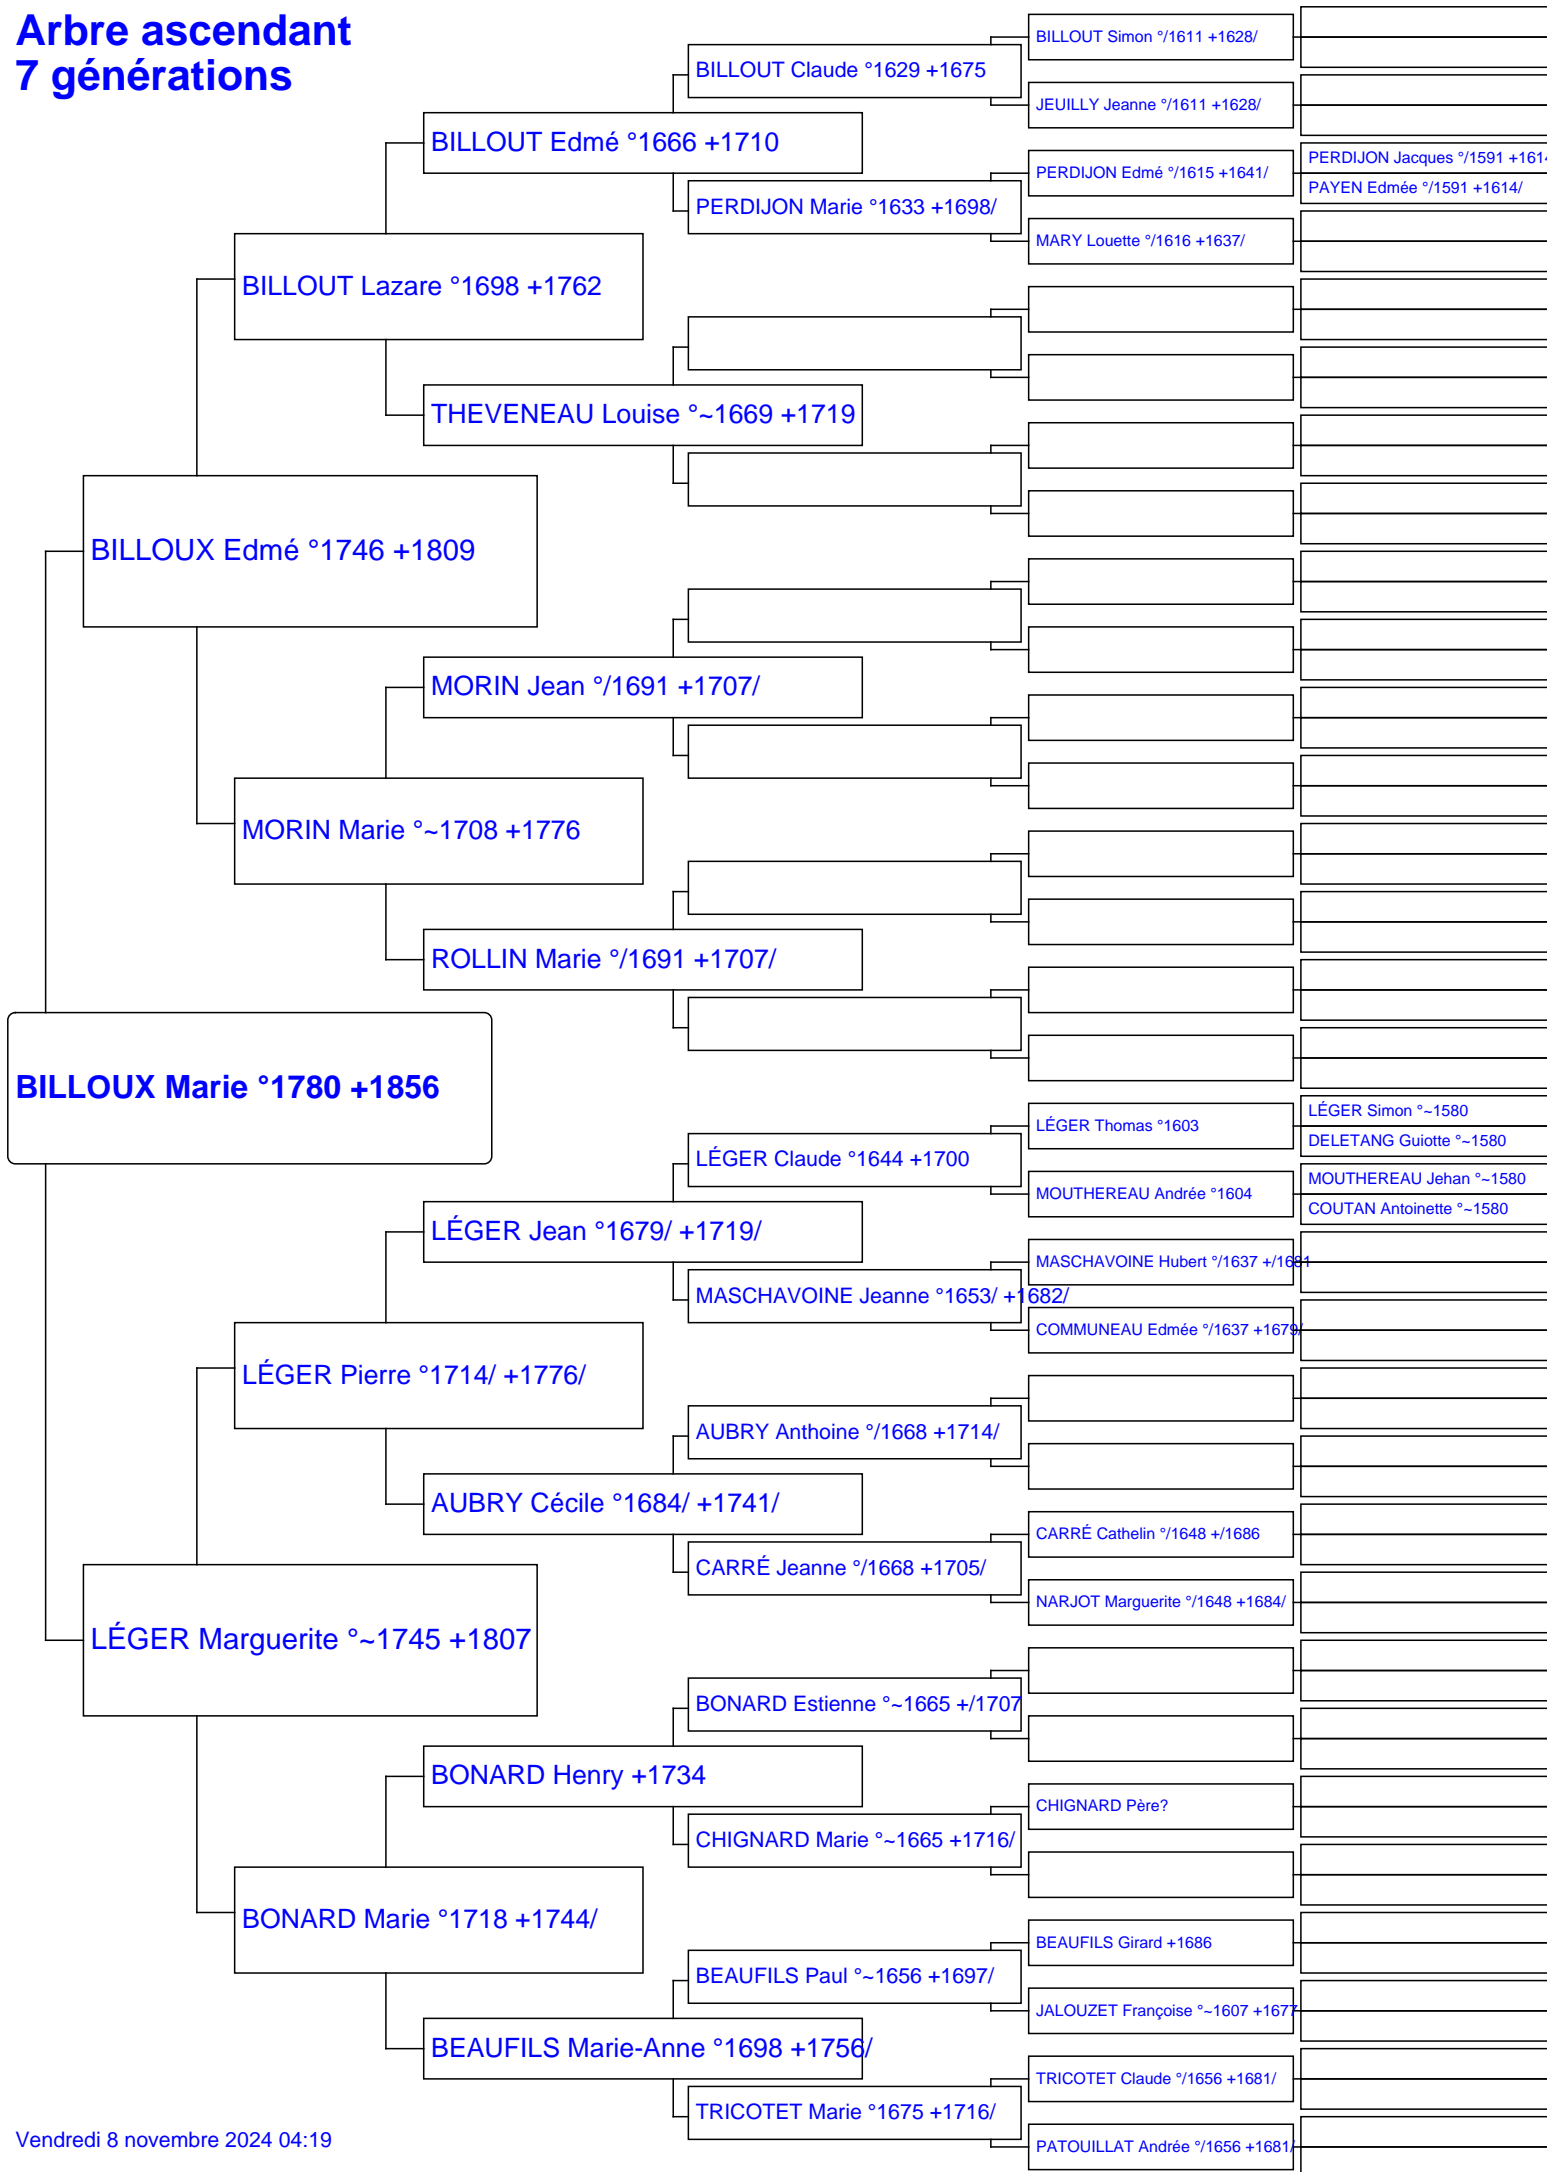 Arbre ascendant
7 générations
BILLOUT Simon °/1611 +1628/
BILLOUT Claude °1629 +1675
JEUILLY Jeanne °/1611 +1628/
BILLOUT Edmé °1666 +1710
PERDIJON Jacques °/1591 +1614
PERDIJON Edmé °/1615 +1641/
PAYEN Edmée °/1591 +1614/
PERDIJON Marie °1633 +1698/
MARY Louette °/1616 +1637/
BILLOUT Lazare °1698 +1762
THEVENEAU Louise °~1669 +1719
BILLOUX Edmé °1746 +1809
MORIN Jean °/1691 +1707/
MORIN Marie °~1708 +1776
ROLLIN Marie °/1691 +1707/
BILLOUX Marie °1780 +1856
LÉGER Simon °~1580
LÉGER Thomas °1603
DELETANG Guiotte °~1580
LÉGER Claude °1644 +1700
MOUTHEREAU Jehan °~1580
MOUTHEREAU Andrée °1604
COUTAN Antoinette °~1580
LÉGER Jean °1679/ +1719/
MASCHAVOINE Hubert °/1637 +/1681
MASCHAVOINE Jeanne °1653/ +1682/
COMMUNEAU Edmée °/1637 +1679/
LÉGER Pierre °1714/ +1776/
AUBRY Anthoine °/1668 +1714/
AUBRY Cécile °1684/ +1741/
CARRÉ Cathelin °/1648 +/1686
CARRÉ Jeanne °/1668 +1705/
NARJOT Marguerite °/1648 +1684/
LÉGER Marguerite °~1745 +1807
BONARD Estienne °~1665 +/1707
BONARD Henry +1734
CHIGNARD Père?
CHIGNARD Marie °~1665 +1716/
BONARD Marie °1718 +1744/
BEAUFILS Girard +1686
BEAUFILS Paul °~1656 +1697/
JALOUZET Françoise °~1607 +1677
BEAUFILS Marie-Anne °1698 +1756/
TRICOTET Claude °/1656 +1681/
TRICOTET Marie °1675 +1716/
PATOUILLAT Andrée °/1656 +1681/
Vendredi 8 novembre 2024 04:19